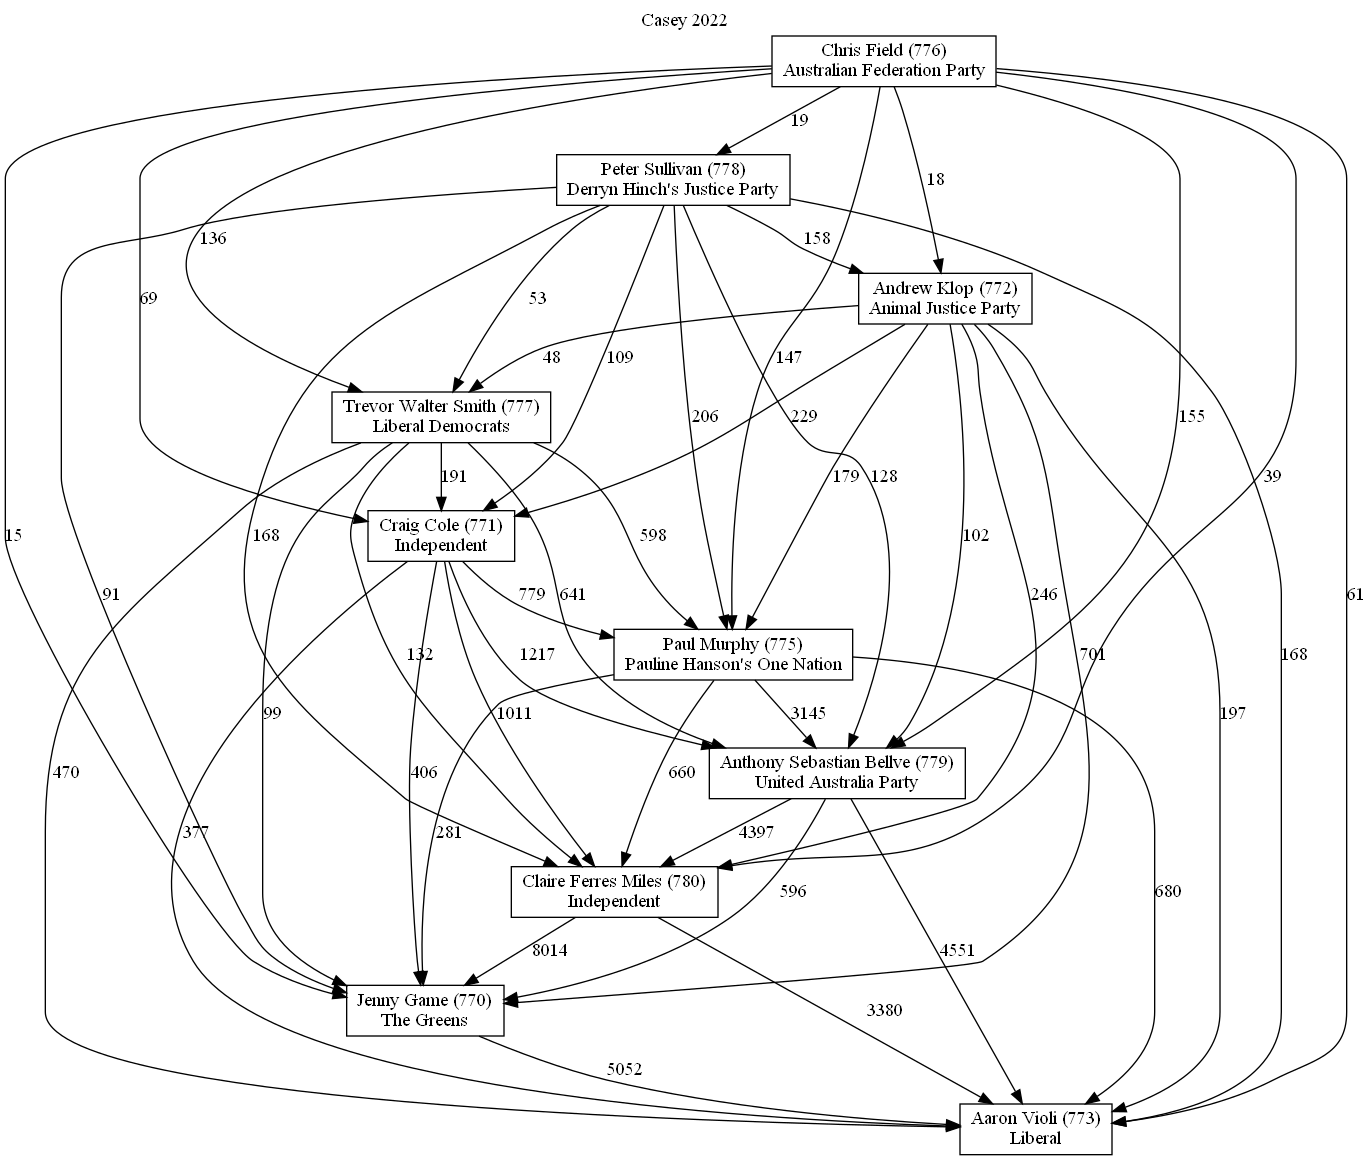 Casey 2022
Chris Field (776)
Australian Federation Party
19
Peter Sullivan (778)
Derryn Hinch's Justice Party
18
136
158
Andrew Klop (772)
Animal Justice Party
69
53
48
109
147
Trevor Walter Smith (777)
Liberal Democrats
206
229
155
191
179
128
39
Craig Cole (771)
Independent
15
168
598
102
91
779
641
246
61
Paul Murphy (775)
Pauline Hanson's One Nation
132
1217
701
168
99
1011
3145
197
470
406
660
Anthony Sebastian Bellve (779)
United Australia Party
377
281
4397
Claire Ferres Miles (780)
Independent
596
680
8014
4551
Jenny Game (770)
The Greens
3380
5052
Aaron Violi (773)
Liberal